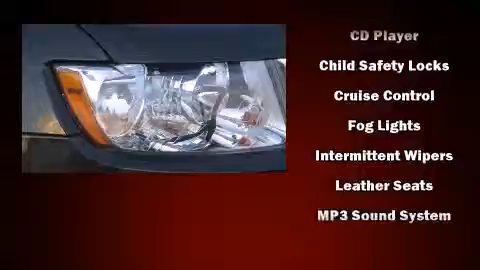 CD Player
Child Safety Locks
Cruise Control
Fog Lights
Intermittent Wipers
Leather Seats
MP3 Sound System